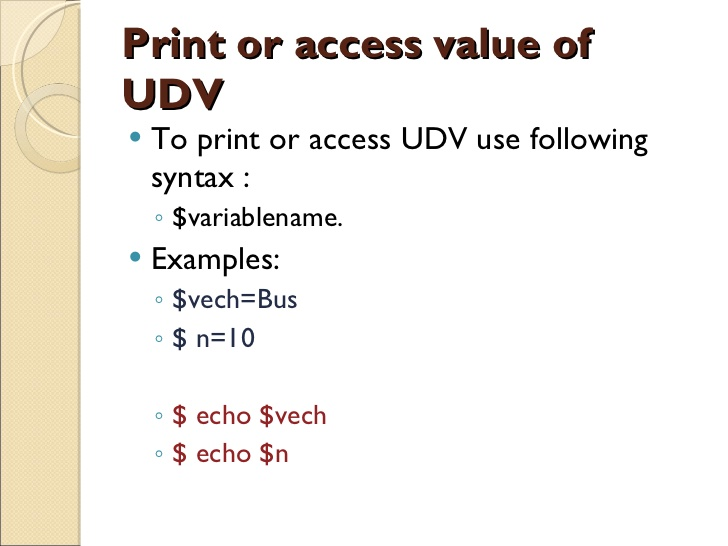 Print or access value of
UDV
• To print or access UDV use following
syntax :
◦ $variablename.
• Examples:
◦ $vech=Bus
◦ $ n=10
◦ $ echo $vech
◦ $ echo $n